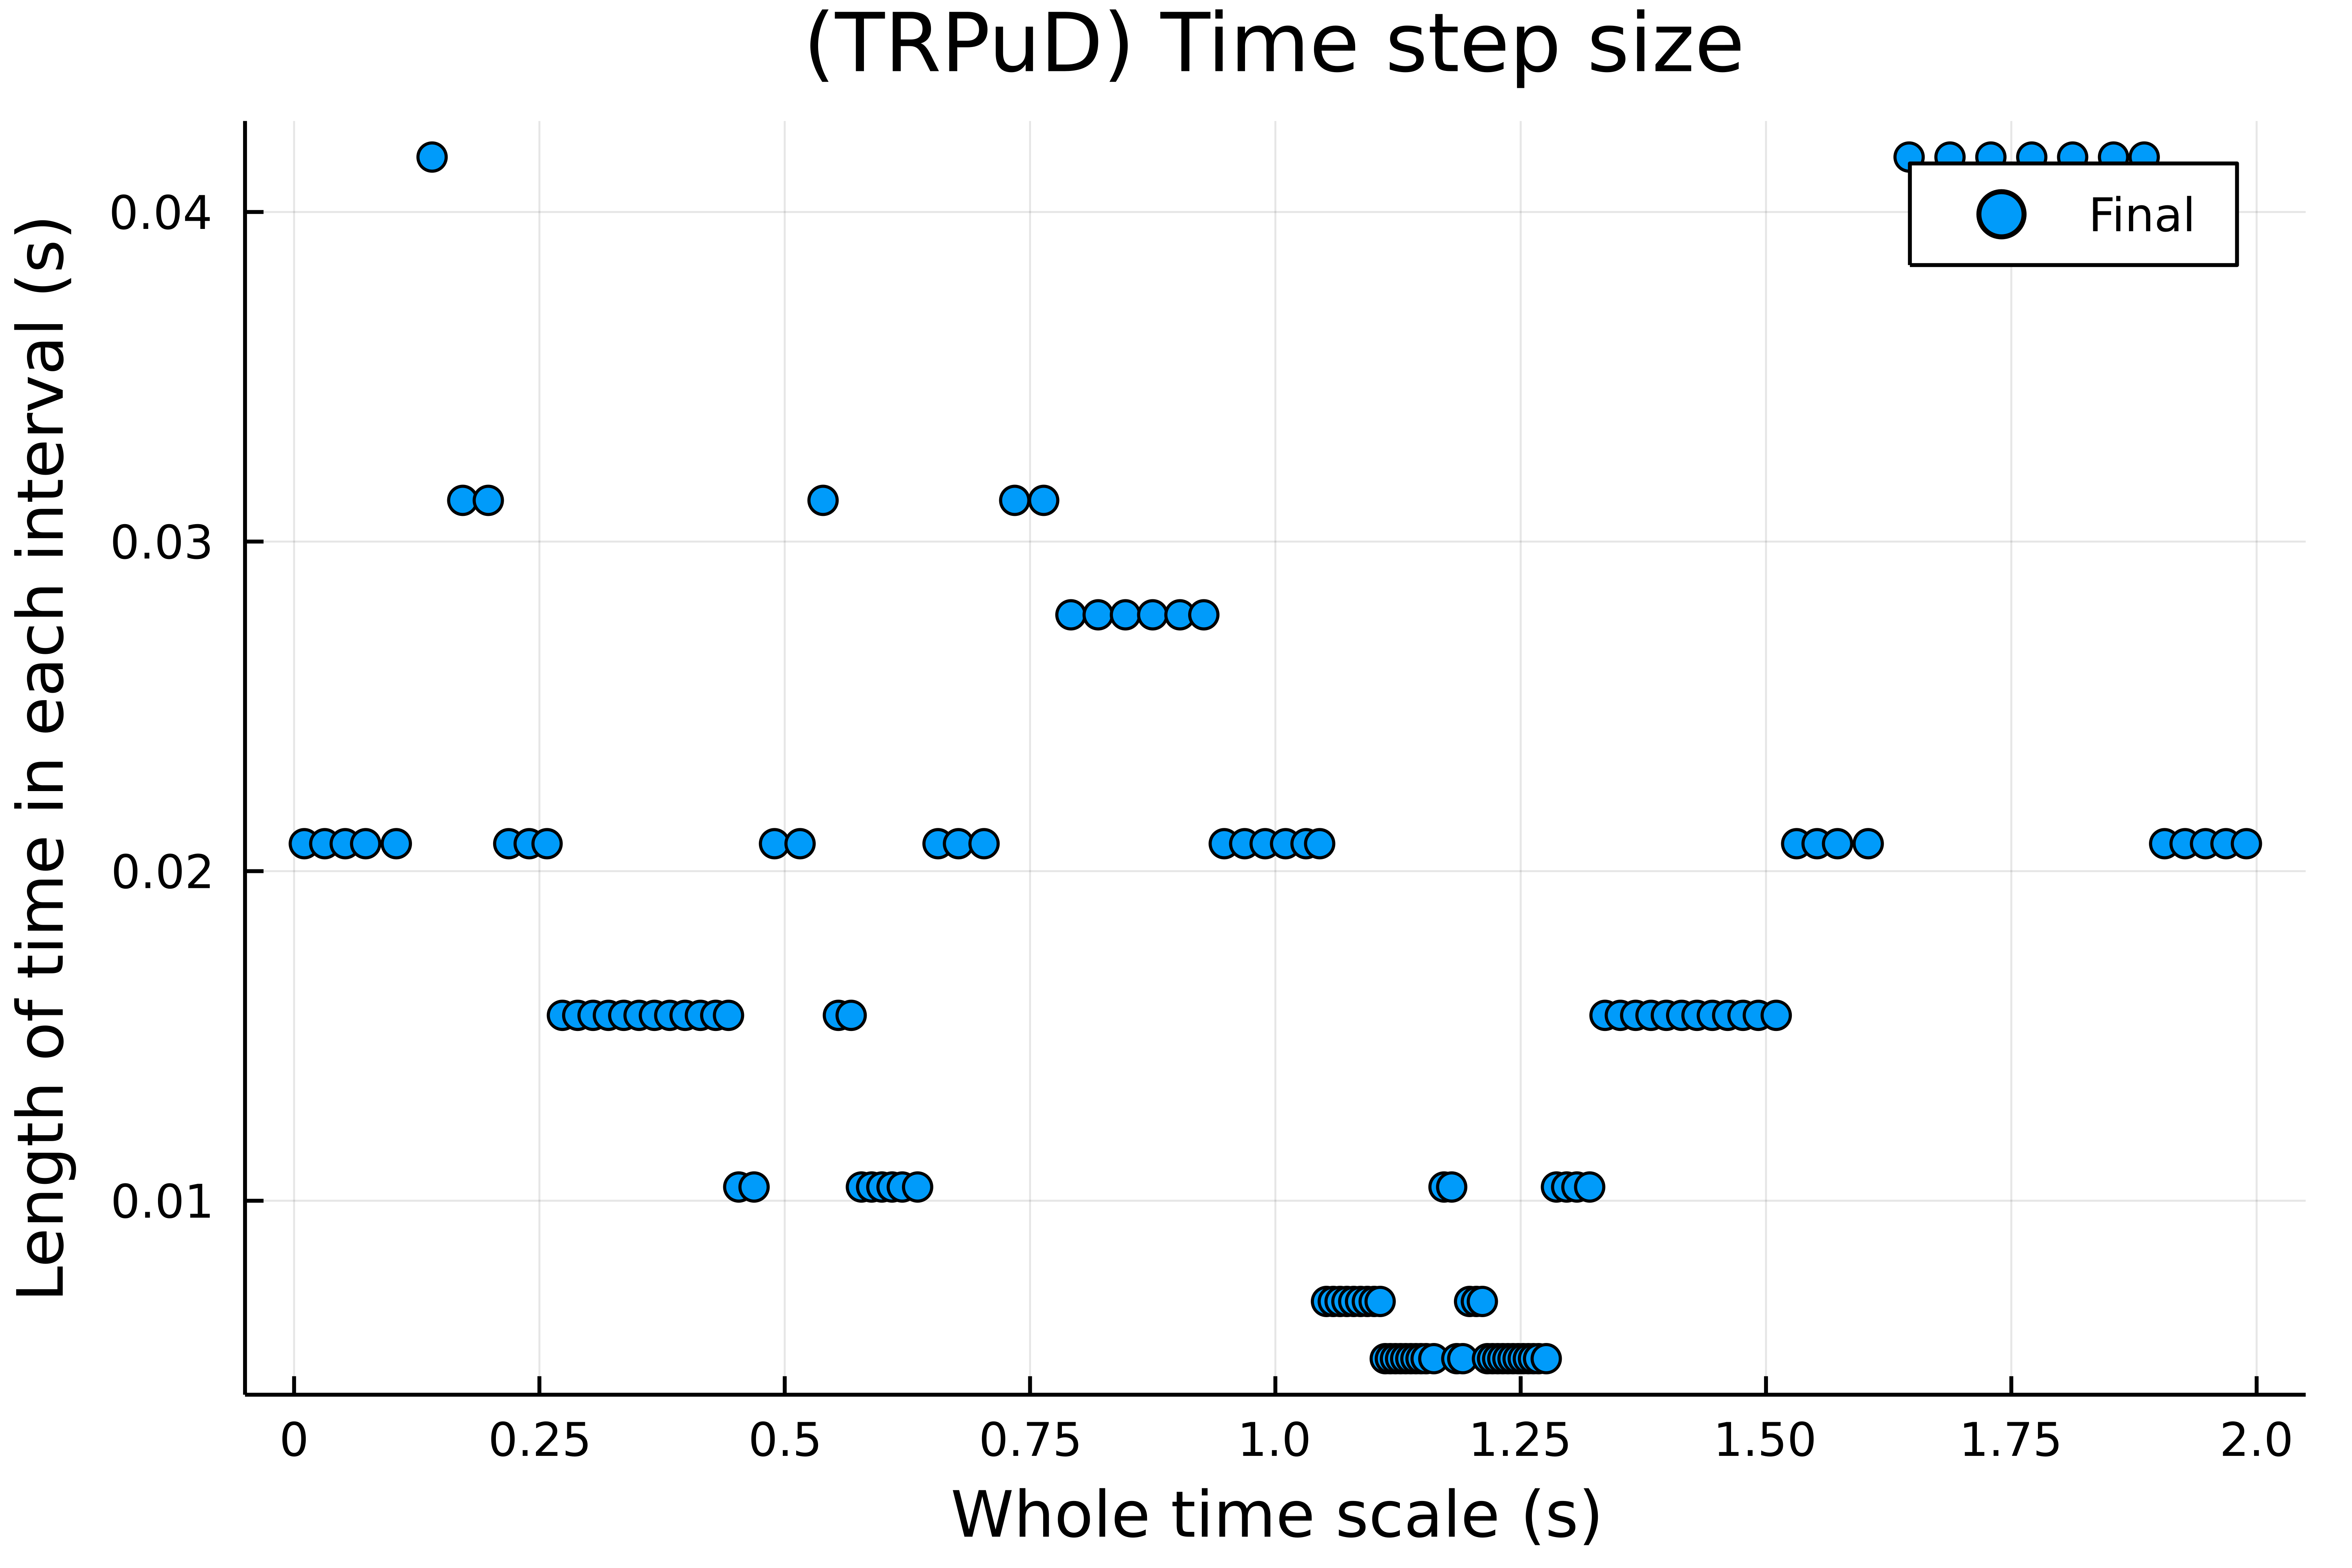 (TRPuD) Time step size
Length of time in each interval (s)
0.04
0.03
0.02
0.01
Final
0 0.25 0.5 0.75 1.0 1.25 1.50 1.75 2.0
Whole time scale (s)